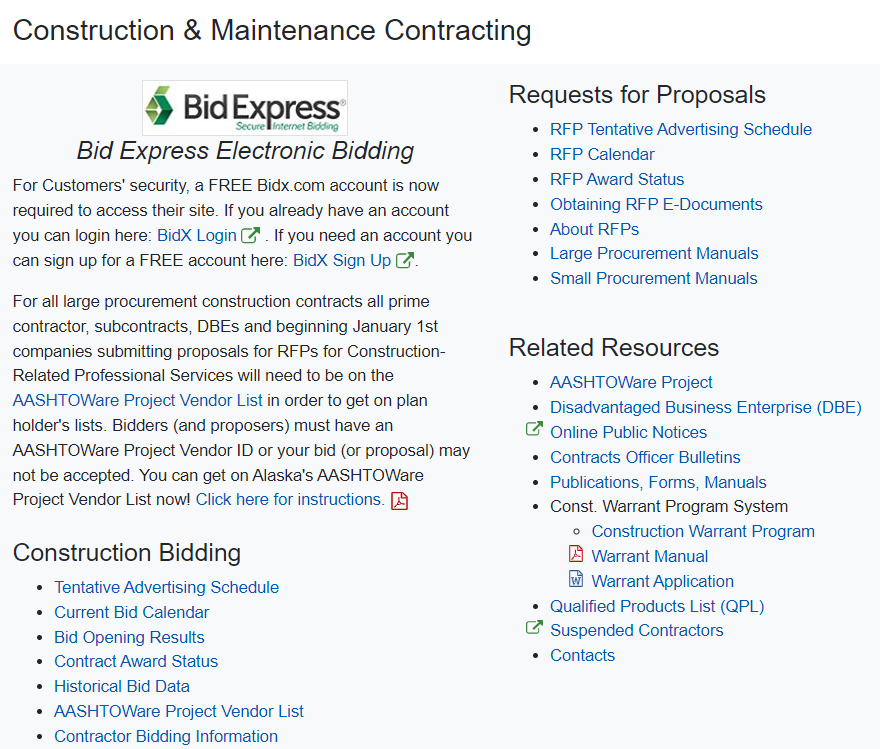 Construction & Maintenance Contracting
Bid Express®
Secure Internet Bidding
Bid Express Electronic Bidding
For Customers' security, a FREE Bidx.com account is now
required to access their site. If you already have an account
you can login here: BidX Login . If you need an account you
can sign up for a FREE account here: BidX Sign Up .
For all large procurement construction contracts all prime
contractor, subcontracts, DBEs and beginning January 1st
companies submitting proposals for RFPs for Construction-
Related Professional Services will need to be on the
AASHTOWare Project Vendor List in order to get on plan
holder's lists. Bidders (and proposers) must have an
AASHTOWare Project Vendor ID or your bid (or proposal) may
not be accepted. You can get on Alaska's AASHTOWare
Project Vendor List now! Click here for instructions.
Construction Bidding
Tentative Advertising Schedule
Current Bid Calendar
Bid Opening Results
Contract Award Status
Historical Bid Data
AASHTOWare Project Vendor List
Contractor Bidding Information
Requests for Proposals
RFP Tentative Advertising Schedule
RFP Calendar
RFP Award Status
Obtaining RFP E-Documents
About RFPs
Large Procurement Manuals
Small Procurement Manuals
Related Resources
AASHTOWare Project
Disadvantaged Business Enterprise (DBE)
Online Public Notices
Contracts Officer Bulletins
Publications, Forms, Manuals
Const. Warrant Program System
Construction Warrant Program
Warrant Manual
Warrant Application
Qualified Products List (QPL)
Suspended Contractors
Contacts